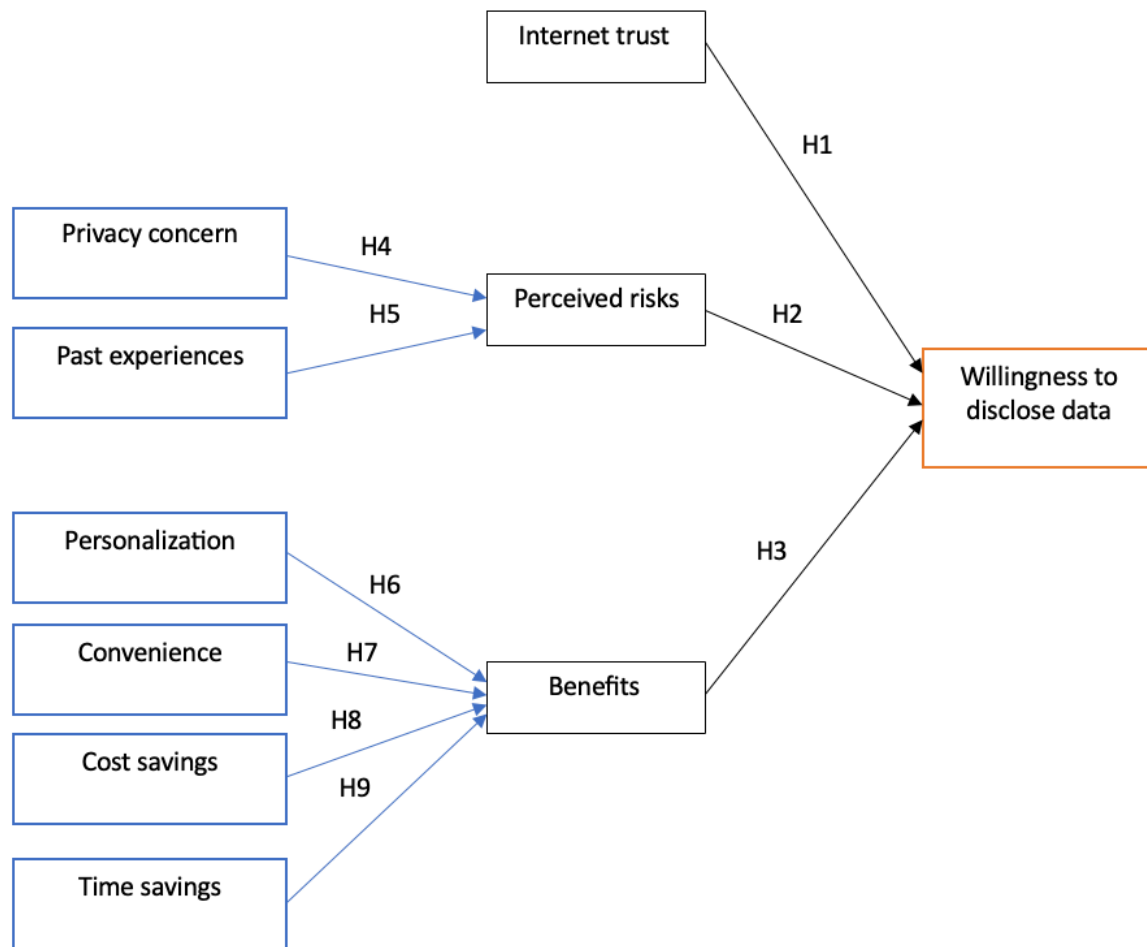 Internet trust
H1
Privacy concern
H4
Perceived risks
H2
H5
Past experiences
Willingness to
disclose data
Personalization
H3
H6
Convenience
H7
Benefits
H8
Cost savings
H9
Time savings